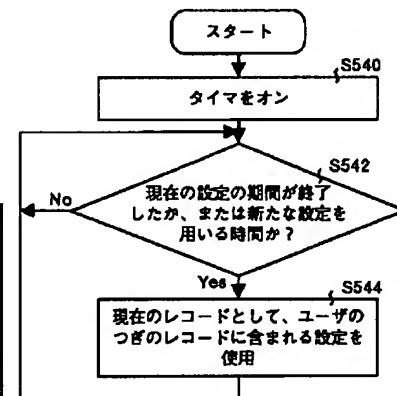 スタート
S540
タイマをオン
S542
現在の設定の期間が終了
したか、または新たな設定を
用いる時間か？
No
Yes
S544
現在のレコードとして、ユーザの
つぎのレコードに含まれる設定を
使用